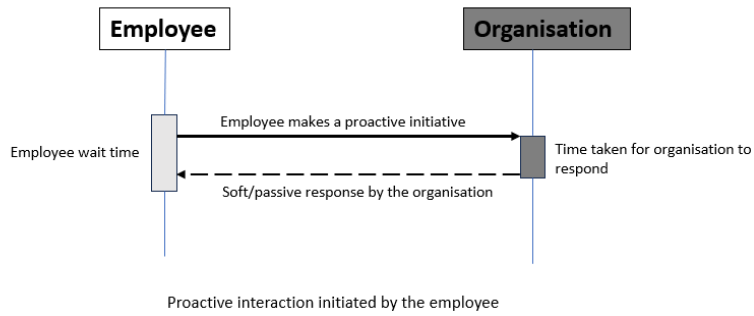 Employee
Organisation
Employee makes a proactive initiative
Employee wait time
Time taken for organisation to
respond
Soft/passive response by the organisation
Proactive interaction initiated by the employee